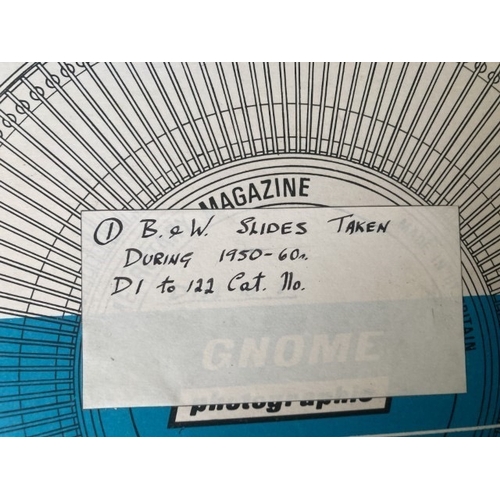 MAGAZINE
① B. & W. SLIDES TAKEN
DURING 1950-60s.
D1 to 122 Cat. No.
GNOME
photographic